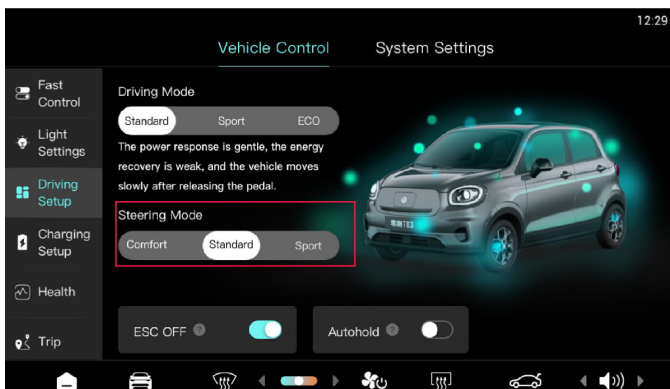 12:29
Vehicle Control
System Settings
Fast
Control
Light
Settings
Driving
Setup
Charging
Setup
Health
Trip
Driving Mode
Standard
Sport
ECO
The power response is gentle, the energy
recovery is weak, and the vehicle moves
slowly after releasing the pedal.
Steering Mode
Comfort
Standard
Sport
ESC OFF
Autohold
T03